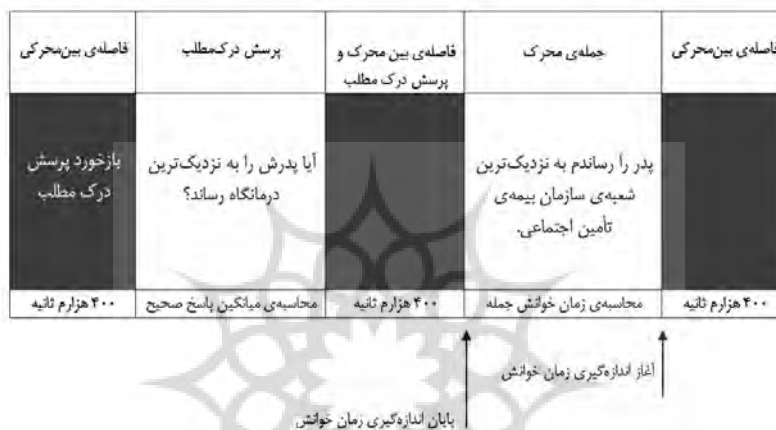 فاصله‌ی بین‌محرکی
جمله‌ی محرک
فاصله‌ی بین محرک و
پرسش درک مطلب
پرسش درک‌مطلب
فاصله‌ی بین‌محرکی
پدر را رساندم به نزدیک‌ترین
شعبه‌ی سازمان بیمه‌ی
تأمین اجتماعی.
آیا پدرش را به نزدیک‌ترین
درمانگاه رساند؟
بازخورد پرسش
درک مطلب
۴۰۰ هزارم ثانیه
محاسبه‌ی زمان خوانش جمله
۴۰۰ هزارم ثانیه
محاسبه‌ی میانگین پاسخ صحیح
۴۰۰ هزارم ثانیه
آغاز اندازه‌گیری زمان خوانش
پایان اندازه‌گیری زمان خوانش